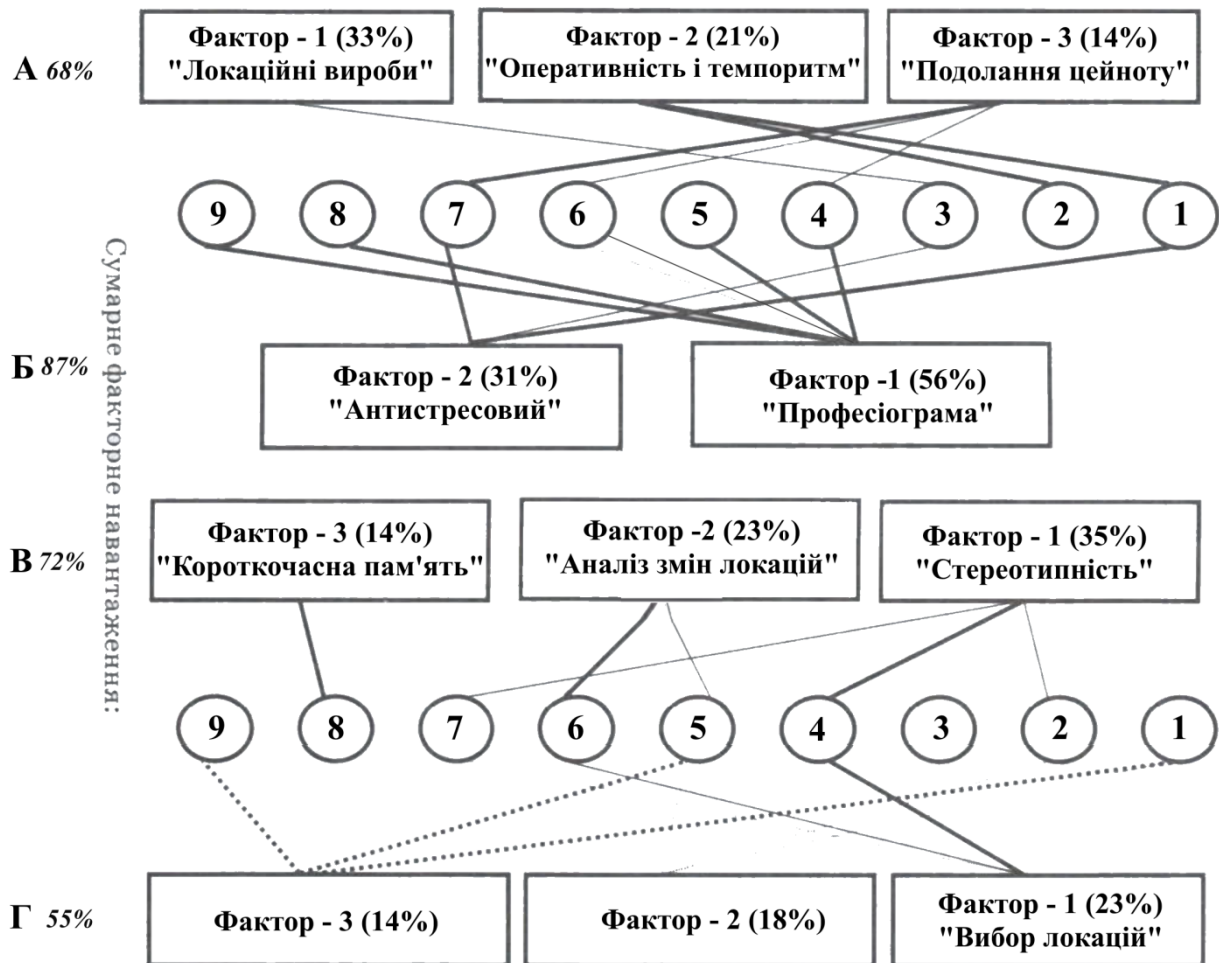 А 68%
Фактор - 1 (33%)
"Локаційні вироби"
Фактор - 2 (21%)
"Оперативність і темпоритм"
Фактор - 3 (14%)
"Подолання цейноту"
9 8 7 6 5 4 3 2 1
Сумарне факторне навантаження:
Б 87%
Фактор - 2 (31%)
"Антистресовий"
Фактор -1 (56%)
"Професіограма"
В 72%
Фактор - 3 (14%)
"Короткочасна пам'ять"
Фактор -2 (23%)
"Аналіз змін локацій"
Фактор - 1 (35%)
"Стереотипність"
9 8 7 6 5 4 3 2 1
Г 55%
Фактор - 3 (14%)
Фактор - 2 (18%)
Фактор - 1 (23%)
"Вибор локацій"